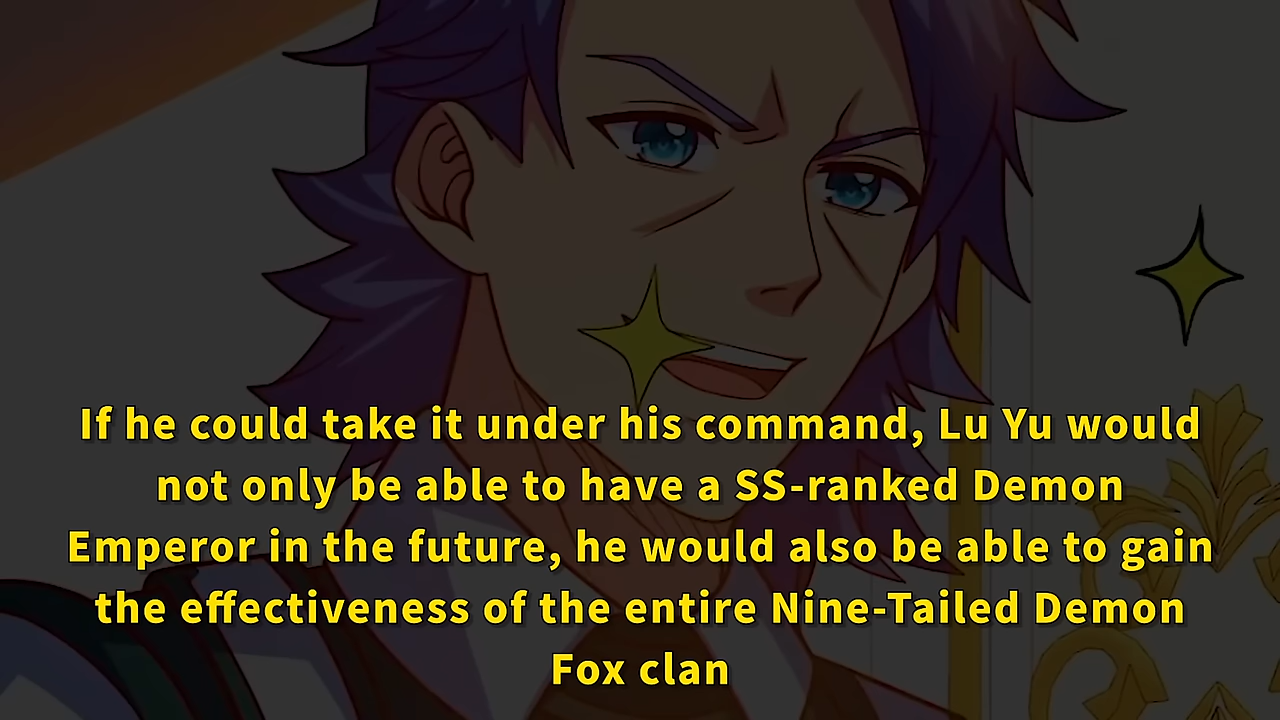 If he could take it under his command, Lu Yu would
not only be able to have a SS-ranked Demon
Emperor in the future, he would also be able to gain
the effectiveness of the entire Nine-Tailed Demon
Fox clan